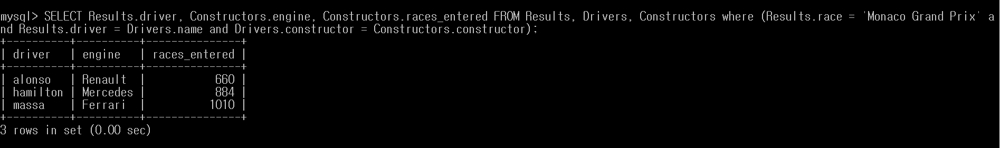 mysql> SELECT Results.driver, Constructors.engine, Constructors.races_entered FROM Results, Drivers, Constructors where (Results.race = 'Monaco Grand Prix' a
nd Results.driver = Drivers.name and Drivers.constructor = Constructors.constructor);
+----------+----------+---------------+
| driver   | engine   | races_entered |
+----------+----------+---------------+
| alonso   | Renault  |           660 |
| hamilton | Mercedes |           884 |
| massa    | Ferrari  |          1010 |
+----------+----------+---------------+
3 rows in set (0.00 sec)